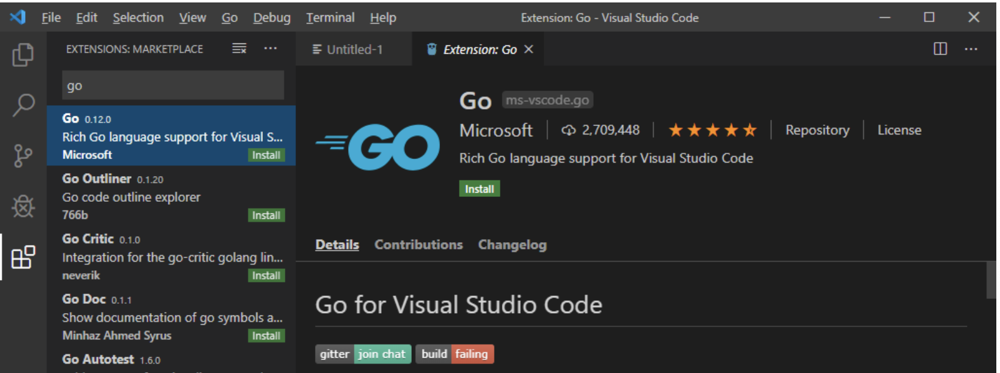 File Edit Selection View Go Debug Terminal Help Extension: Go - Visual Studio Code
EXTENSIONS: MARKETPLACE
go
Go 0.12.0
Rich Go language support for Visual S...
Microsoft Install
Go Outliner 0.1.20
Go code outline explorer
766b Install
Go Critic 0.1.0
Integration for the go-critic golang lin...
neverik Install
Go Doc 0.1.1
Show documentation of go symbols a...
Minhaz Ahmed Syrus Install
Go Autotest 1.6.0
Untitled-1 Extension: Go
GO
Go ms-vscode.go
Microsoft 2,709,448 Repository License
Rich Go language support for Visual Studio Code
Install
Details Contributions Changelog
Go for Visual Studio Code
gitter join chat build failing